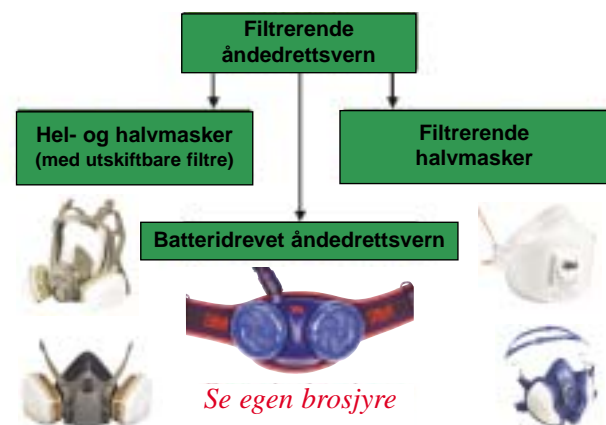 Filtrerende
åndedrettsvern
Hel- og halvmasker
(med utskiftbare filtre)
Filtrerende
halvmasker
Batteridrevet åndedrettsvern
Se egen brosjyre